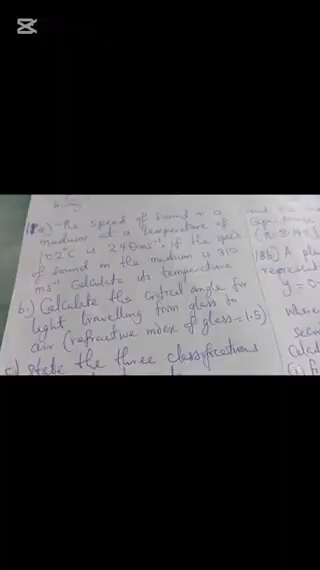 a) The speed of sound in a
medium at a temperature of
102°C is 240ms⁻¹. If the speed
of sound in the medium is 310
ms⁻¹ Calculate its temperature
b.) Calculate the critical angle for
light travelling from glass to
air (refractive index of glass = 1.5)
c) State the three classifications
18b) A
represent
y = 0
where